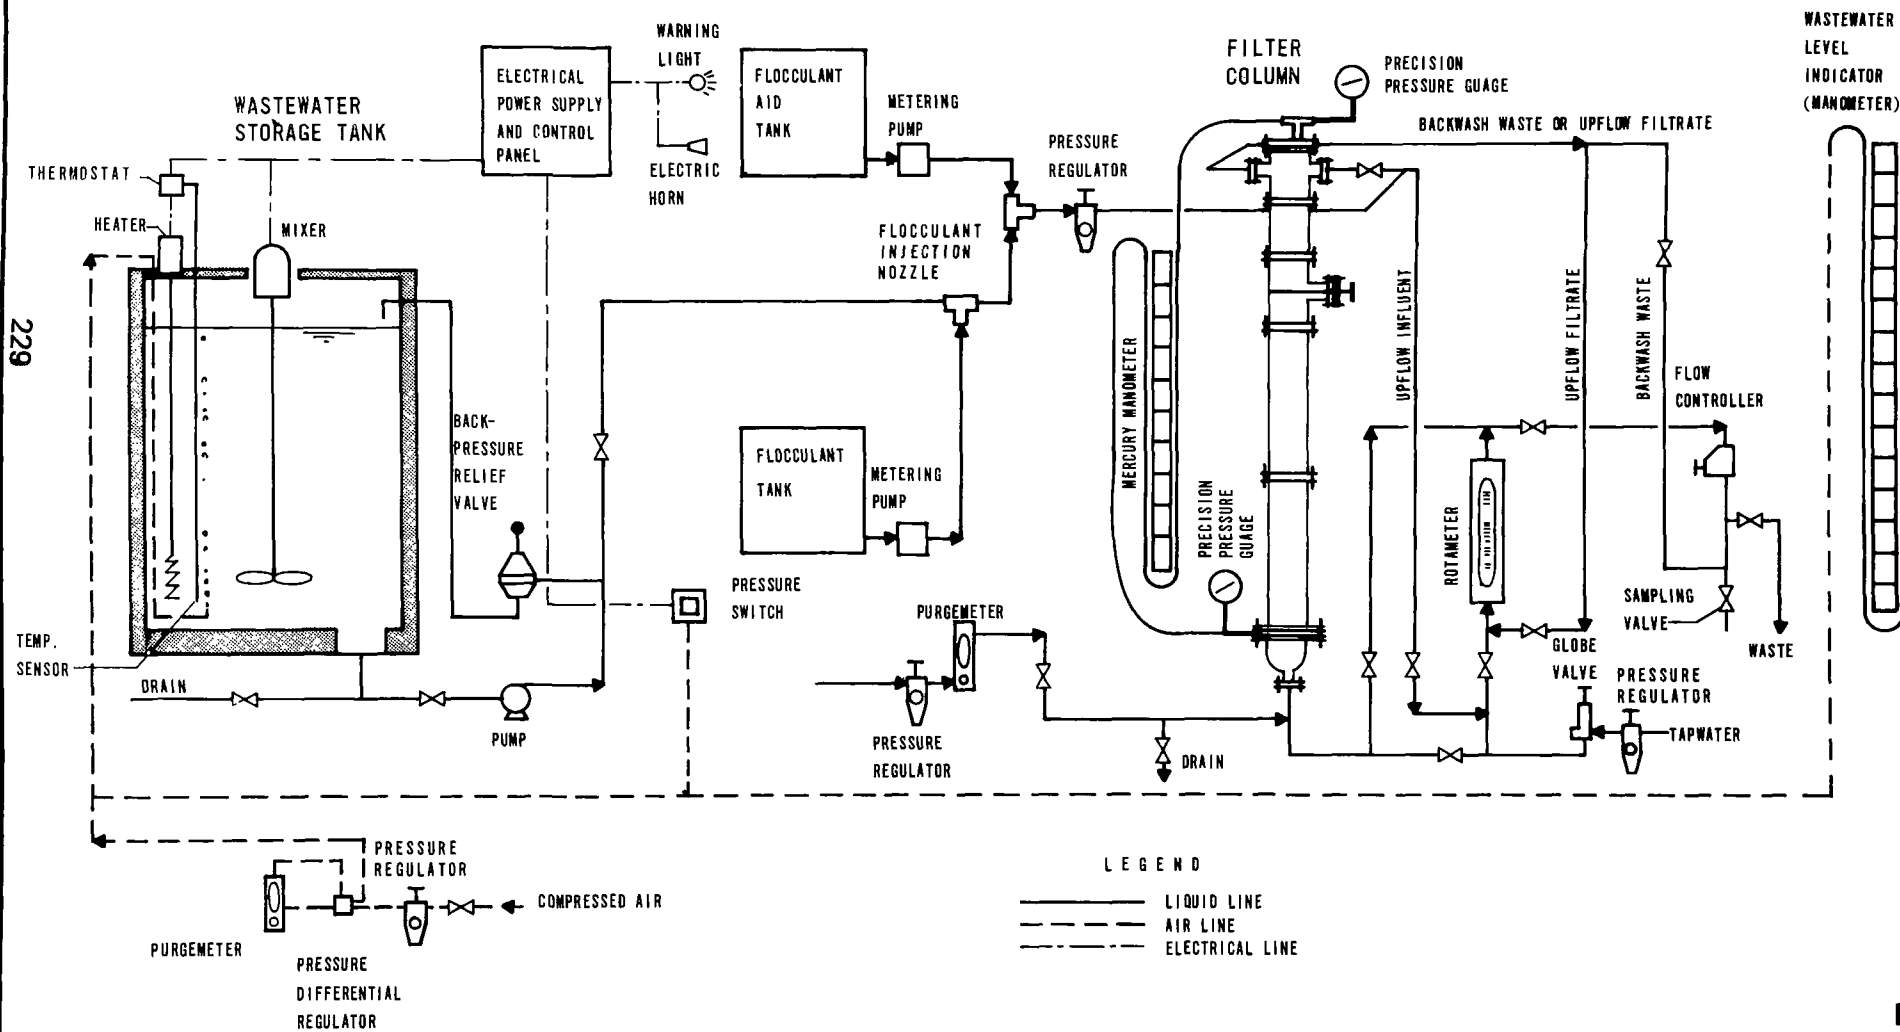 WASTEWATER
LEVEL
INDICATOR
(MANOMETER)
WARNING
LIGHT
FILTER
COLUMN
PRECISION
PRESSURE GUAGE
ELECTRICAL
POWER SUPPLY
AND CONTROL
PANEL
FLOCCULANT
AID
TANK
METERING
PUMP
WASTEWATER
STORAGE TANK
BACKWASH WASTE OR UPFLOW FILTRATE
PRESSURE
REGULATOR
THERMOSTAT
ELECTRIC
HORN
HEATER
MIXER
FLOCCULANT
INJECTION
NOZZLE
229
MERCURY MANOMETER
UPFLOW INFLUENT
UPFLOW FILTRATE
BACKWASH WASTE
FLOW
CONTROLLER
BACK-
PRESSURE
RELIEF
VALVE
FLOCCULANT
TANK
METERING
PUMP
PRECISION
PRESSURE
GUAGE
ROTAMETER
PRESSURE
SWITCH
PURGEMETER
SAMPLING
VALVE
WASTE
TEMP.
SENSOR
GLOBE
VALVE
PRESSURE
REGULATOR
DRAIN
PUMP
PRESSURE
REGULATOR
DRAIN
TAPWATER
PRESSURE
REGULATOR
COMPRESSED AIR
PURGEMETER
PRESSURE
DIFFERENTIAL
REGULATOR
LEGEND
LIQUID LINE
AIR LINE
ELECTRICAL LINE